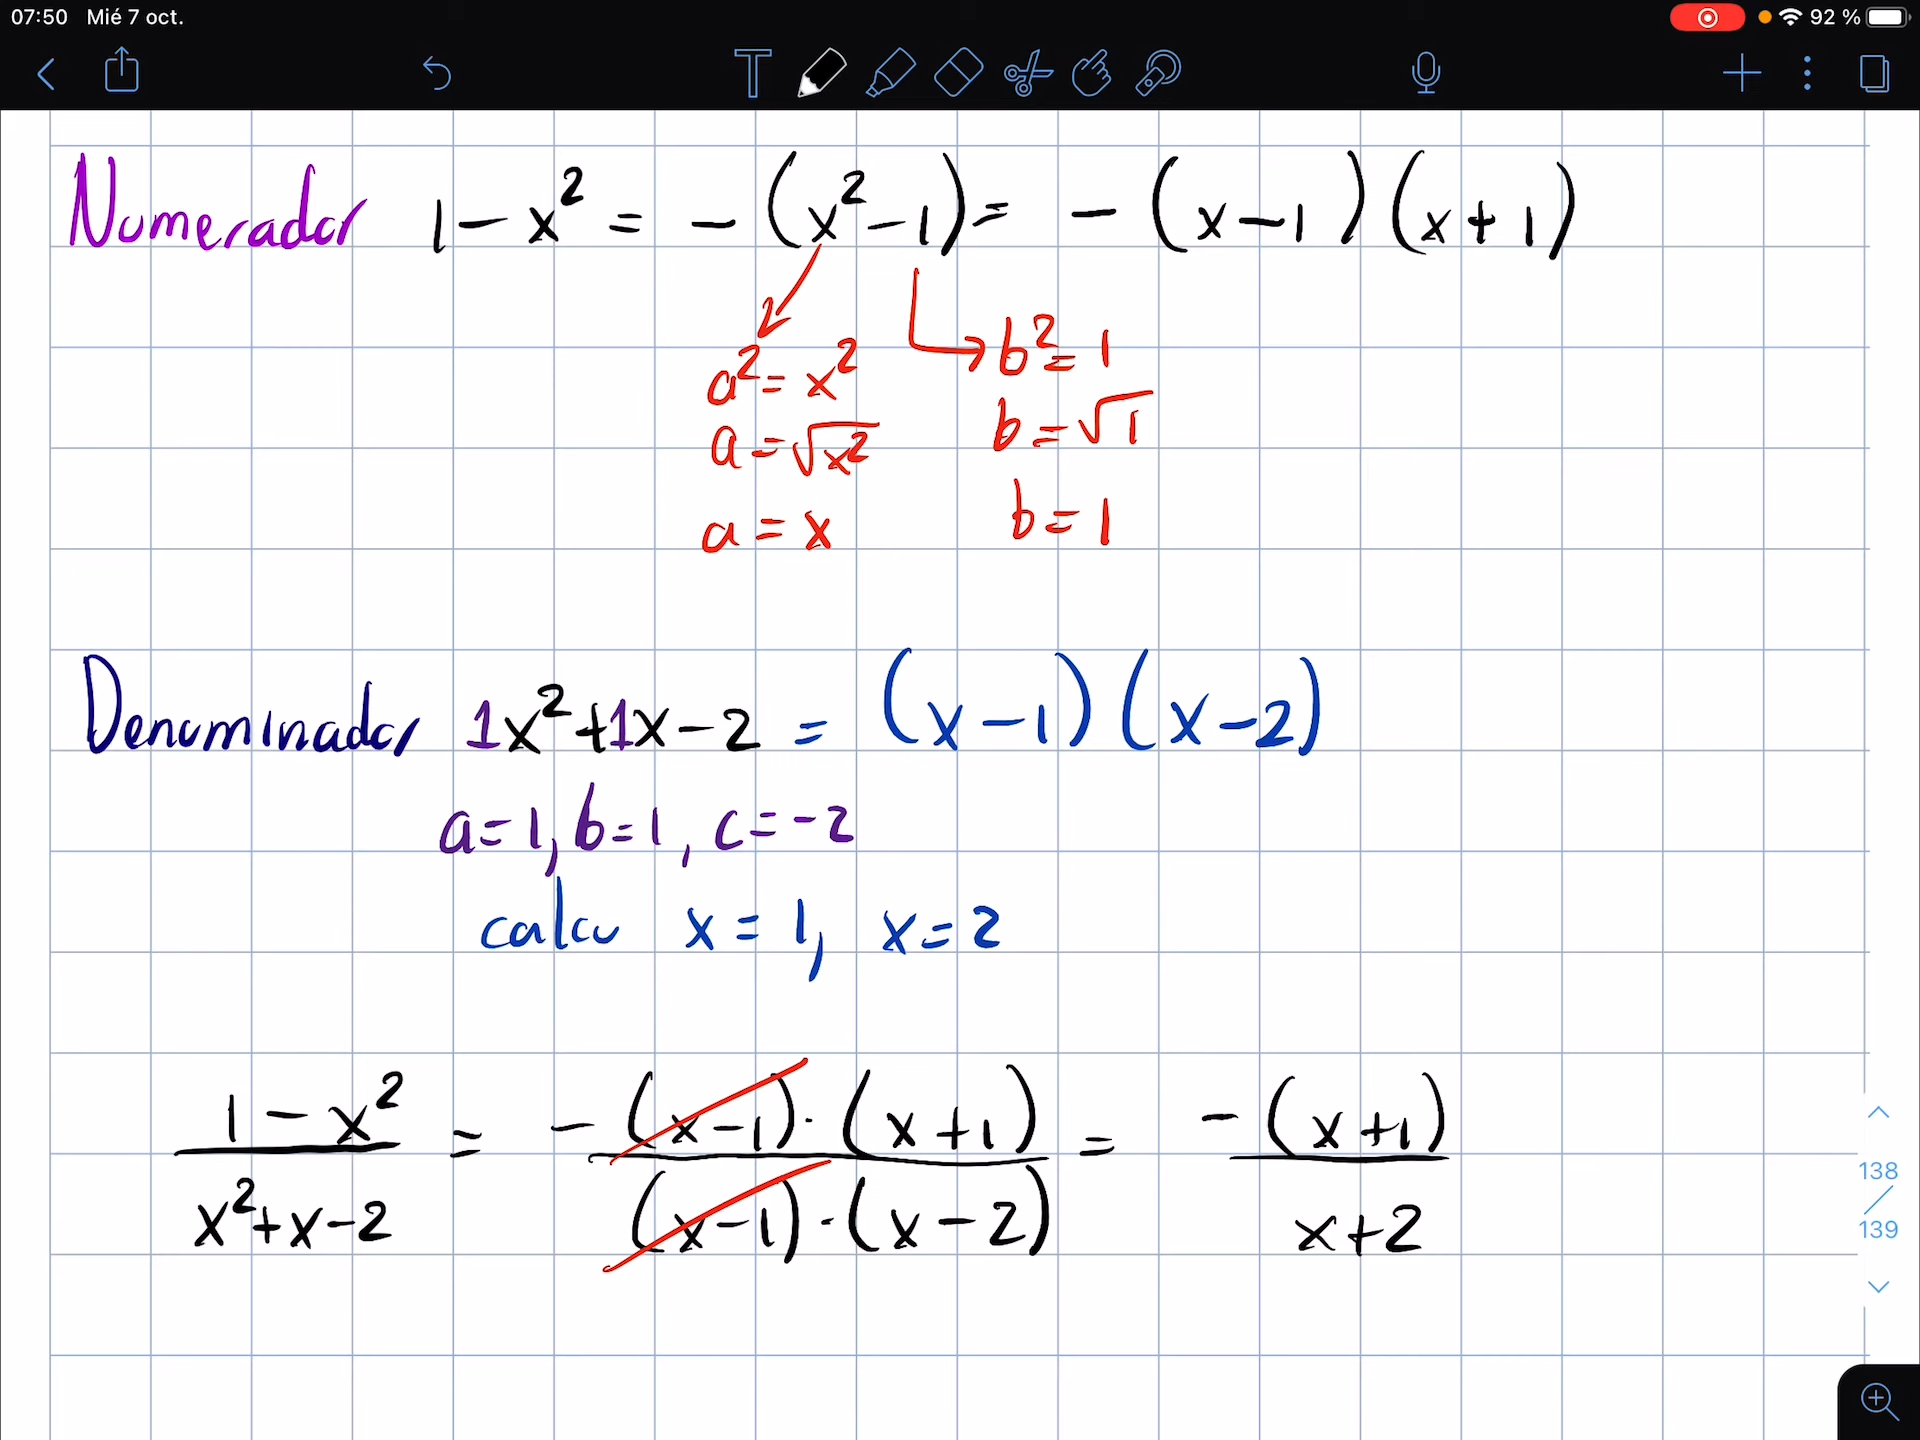 07:50 Mié 7 oct. 92 %
Numerador 1 - x² = - (x² - 1) = - (x - 1) (x + 1)
a² = x² b² = 1
a = √x² b = √1
a = x b = 1
Denominador 1x² + 1x - 2 = (x - 1) (x - 2)
a = 1, b = 1, c = -2
calcu x = 1, x = 2
(1 - x²)/(x² + x - 2) = - (x - 1) · (x + 1)/(x - 1) · (x - 2) = - (x + 1)/x + 2
138
139